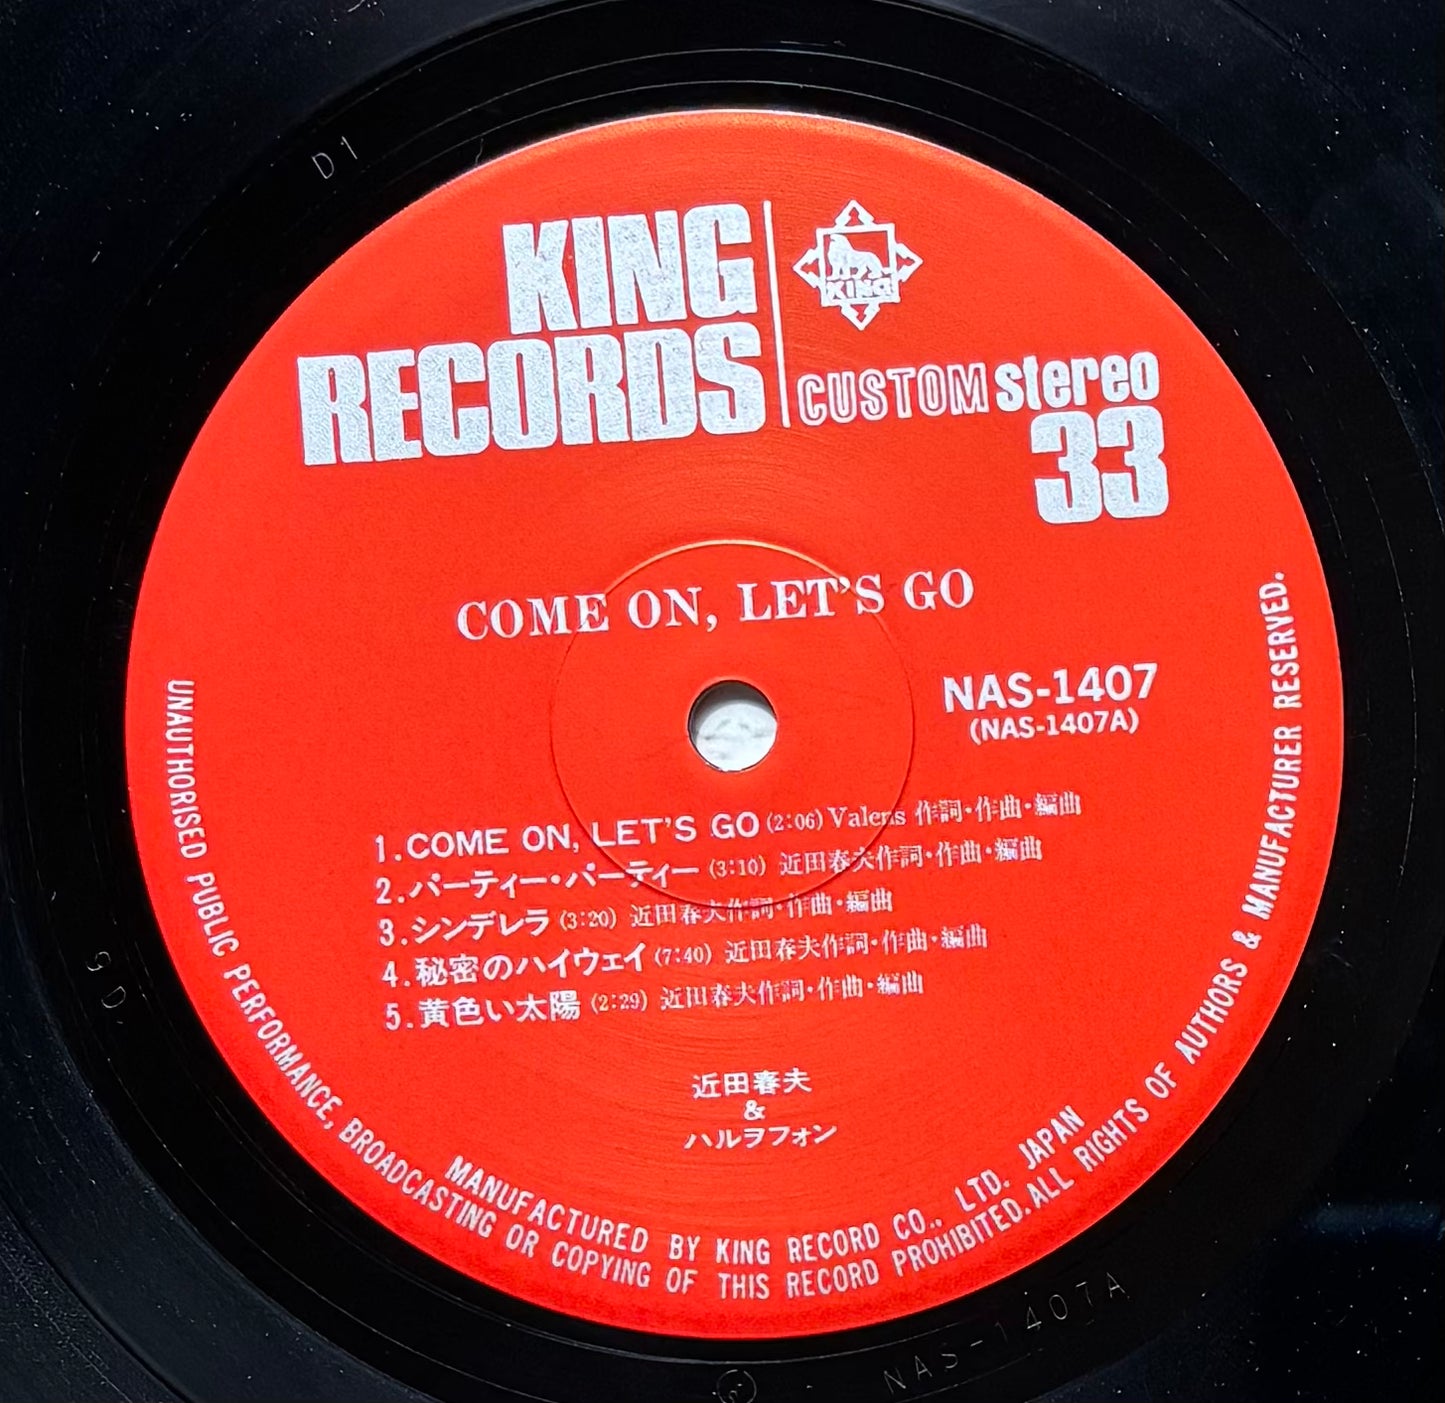 D1
KING
RECORDS
KING
CUSTOM stereo
33
COME ON, LET'S GO
NAS-1407
(NAS-1407A)
1.COME ON, LET'S GO (2:06) Valens 作詞・作曲・編曲
2.パーティー・パーティー (3:10) 近田春夫作詞・作曲・編曲
3.シンデレラ (3:20) 近田春夫作詞・作曲・編曲
4.秘密のハイウェイ (7:40) 近田春夫作詞・作曲・編曲
5.黄色い太陽 (2:29) 近田春夫作詞・作曲・編曲
近田春夫
&
ハルヲフォン
MANUFACTURED BY KING RECORD CO., LTD. JAPAN
UNAUTHORISED PUBLIC PERFORMANCE, BROADCASTING OR COPYING OF THIS RECORD PROHIBITED. ALL RIGHTS OF AUTHORS & MANUFACTURER RESERVED.
NAS-1407A